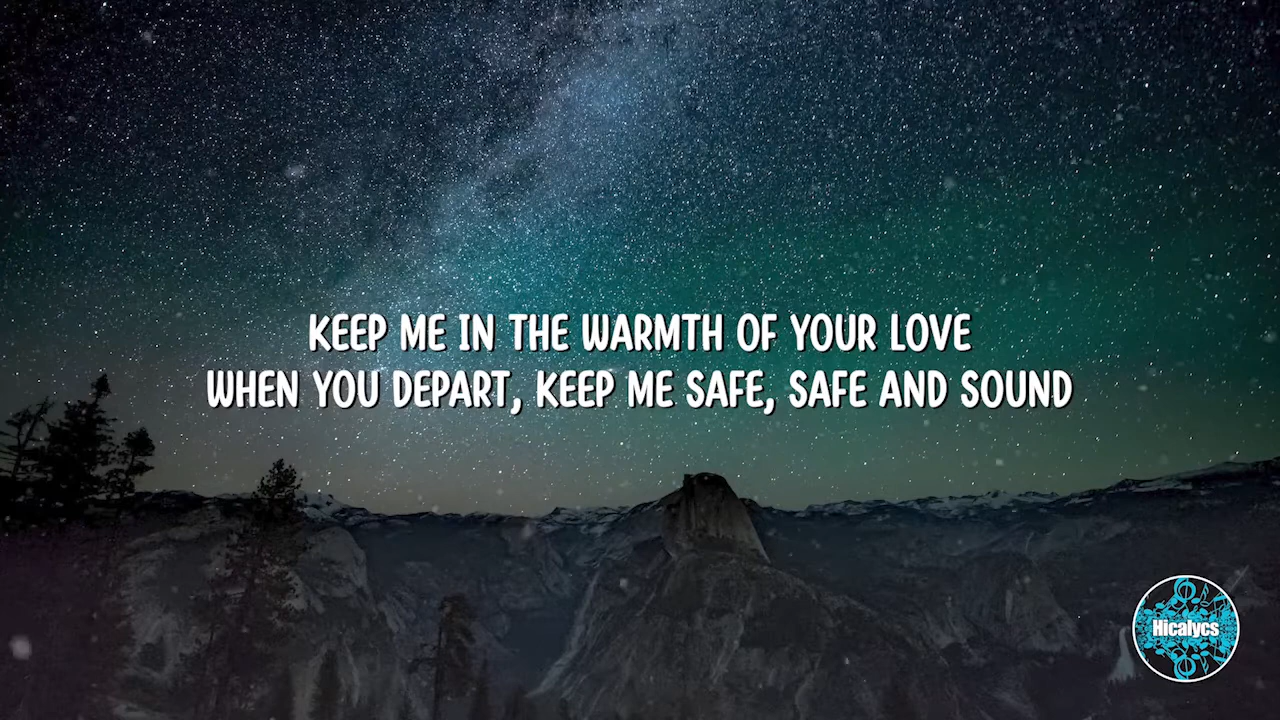 KEEP ME IN THE WARMTH OF YOUR LOVE
WHEN YOU DEPART, KEEP ME SAFE, SAFE AND SOUND
Hicalycs